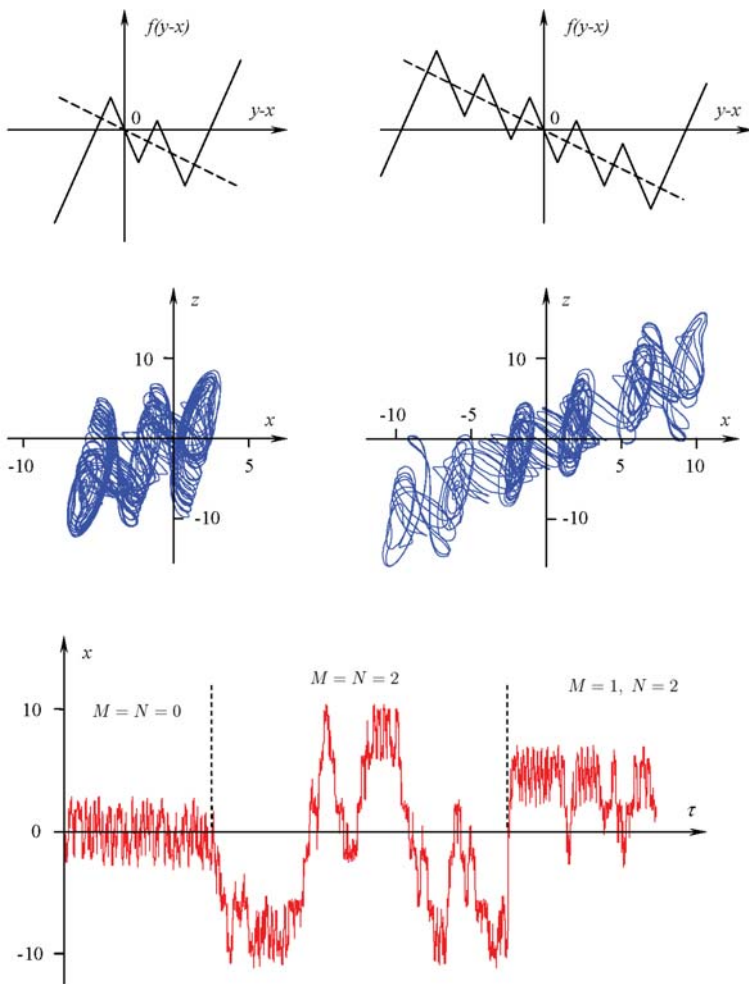 f(y-x)
0
y-x
f(y-x)
0
y-x
z
10
x
-10
5
-10
z
10
-10
-5
x
5
10
-10
x
M = N = 2
M = 1, N = 2
M = N = 0
10
τ
0
-10